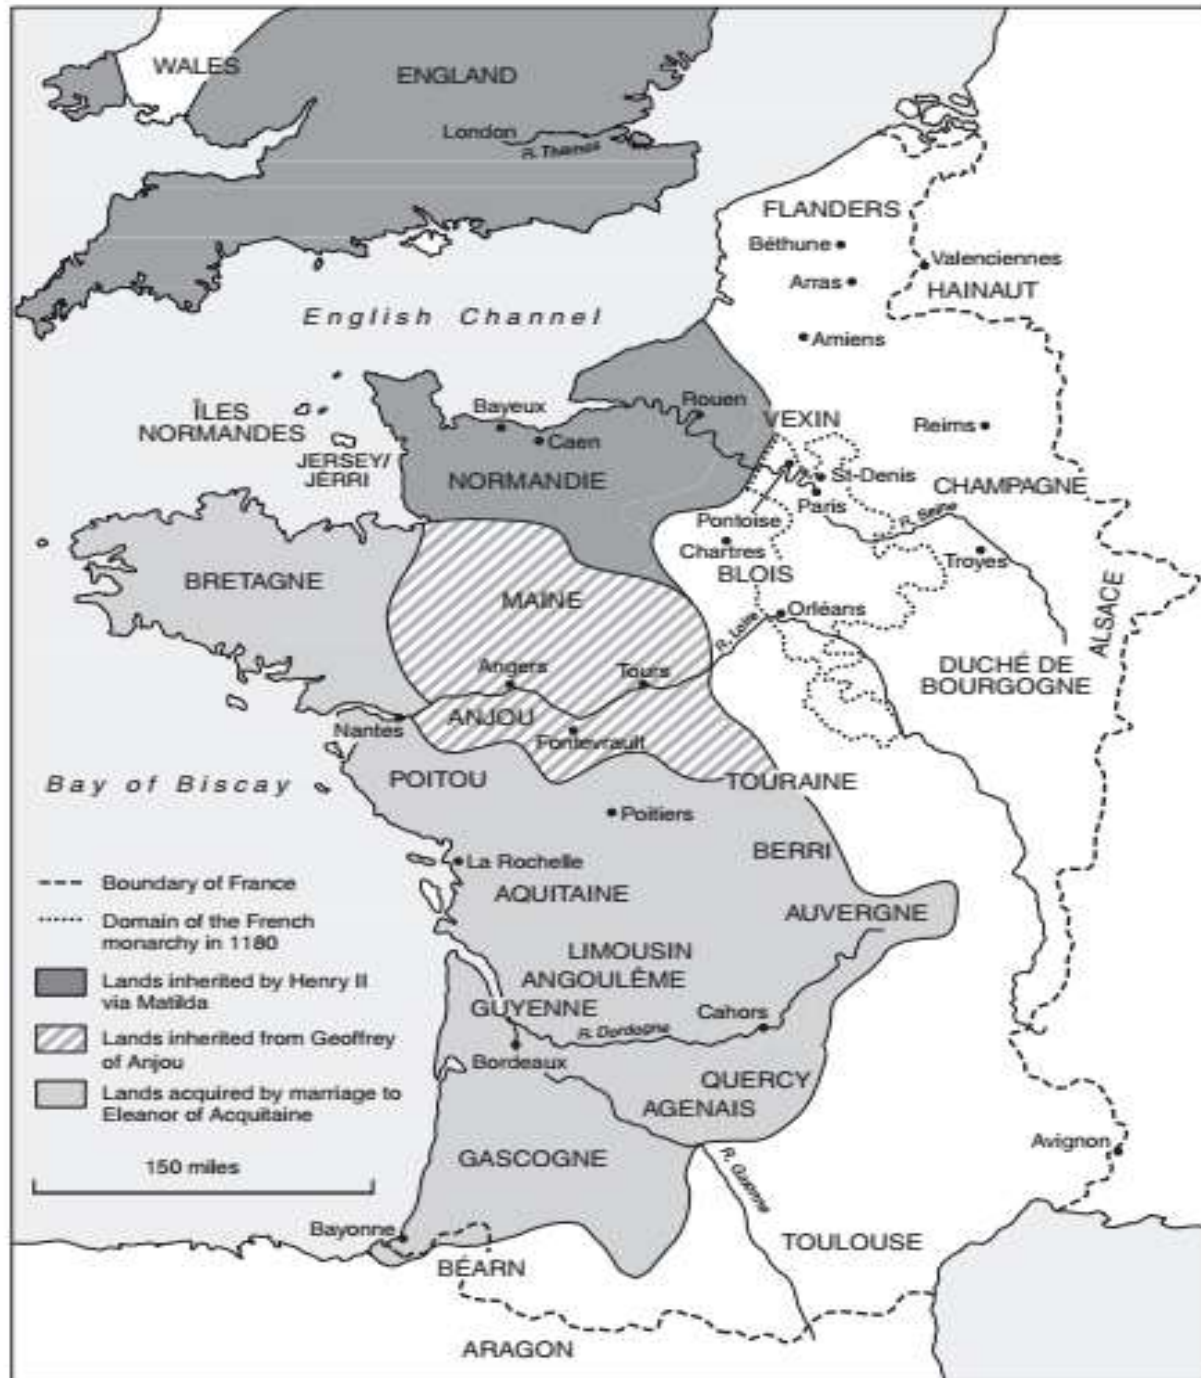 WALES
ENGLAND
London
R. Thames
FLANDERS
Béthune
Valenciennes
Arras
HAINAUT
English Channel
Amiens
ÎLES
NORMANDES
Bayeux
Rouen
VEXIN
Reims
Caen
JERSEY/
JÈRRI
NORMANDIE
St-Denis
CHAMPAGNE
Paris
Pontoise
R. Seine
Chartres
Troyes
BRETAGNE
BLOIS
MAINE
Orléans
ALSACE
R. Loire
Angers
Tours
DUCHÉ DE
BOURGOGNE
ANJOU
Nantes
Fontevrault
Bay of Biscay
POITOU
TOURAINE
Poitiers
BERRI
La Rochelle
AQUITAINE
AUVERGNE
LIMOUSIN
ANGOULÊME
GUYENNE
Cahors
R. Dordogne
Bordeaux
QUERCY
AGENAIS
Avignon
GASCOGNE
R. Garonne
Bayonne
TOULOUSE
BÉARN
ARAGON
Boundary of France
Domain of the French
monarchy in 1180
Lands inherited by Henry II
via Matilda
Lands inherited from Geoffrey
of Anjou
Lands acquired by marriage to
Eleanor of Acquitaine
150 miles